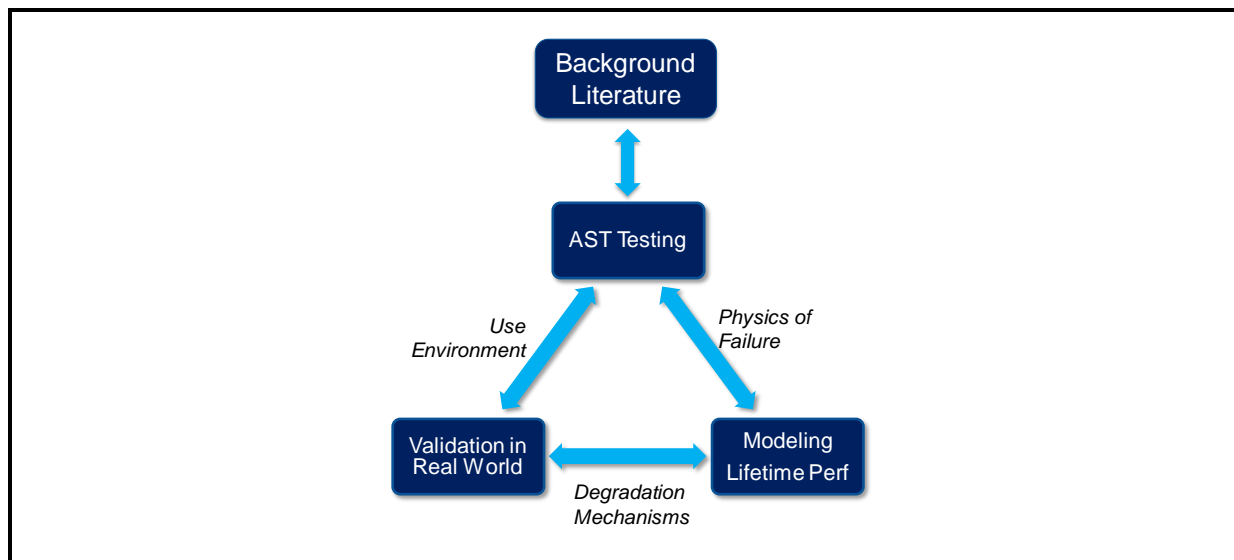 Background
Literature
AST Testing
Use
Environment
Physics of
Failure
Validation in
Real World
Modeling
Lifetime Perf
Degradation
Mechanisms